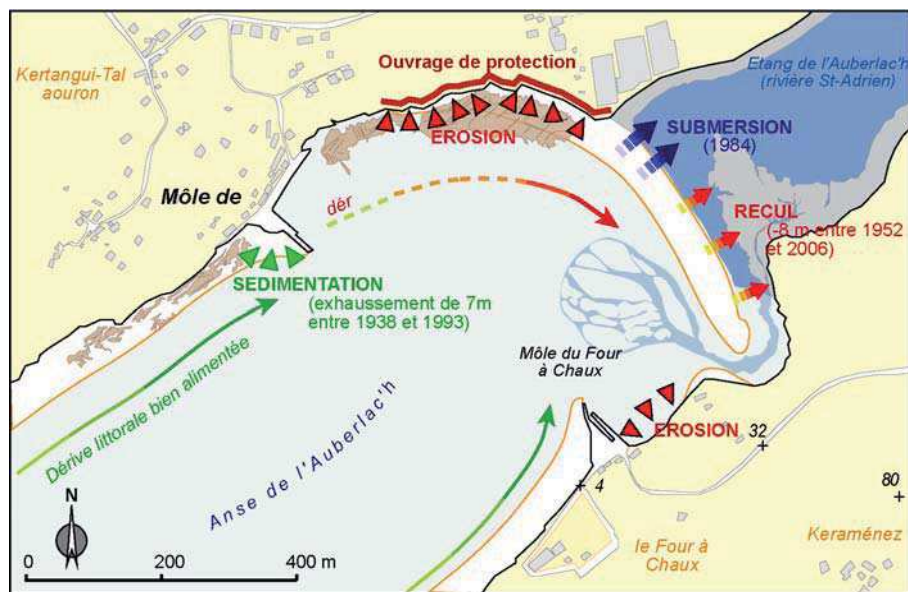 Ouvrage de protection
Kertangui-Tal
aouron
Etang de l'Auberlac'h
(rivière St-Adrien)
EROSION
SUBMERSION
(1984)
Môle de
dér
RECUL
(-8 m entre 1952
et 2006)
SEDIMENTATION
(exhaussement de 7m
entre 1938 et 1993)
Môle du Four
à Chaux
Dérive littorale bien alimentée
Anse de l'Auberlac'h
EROSION
32
4
80
N
0 200 400 m
le Four à
Chaux
Keraménez